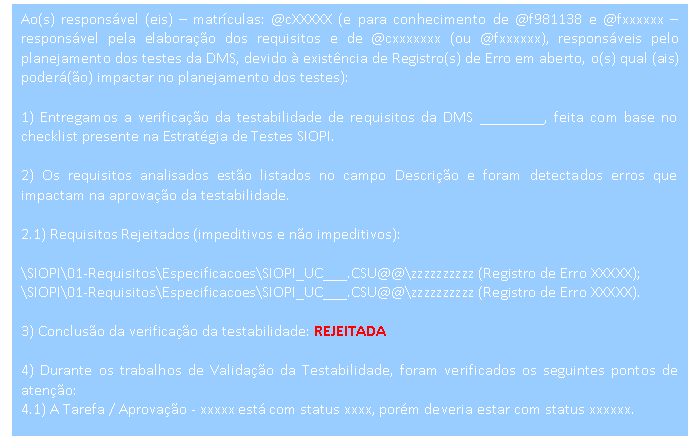 Ao(s) responsável (eis) – matrículas: @cXXXXX (e para conhecimento de @f981138 e @fxxxxxx –
responsável pela elaboração dos requisitos e de @cxxxxxxx (ou @fxxxxxx), responsáveis pelo
planejamento dos testes da DMS, devido à existência de Registro(s) de Erro em aberto, o(s) qual (ais)
poderá(ão) impactar no planejamento dos testes):
1) Entregamos a verificação da testabilidade de requisitos da DMS ________, feita com base no
checklist presente na Estratégia de Testes SIOPI.
2) Os requisitos analisados estão listados no campo Descrição e foram detectados erros que
impactam na aprovação da testabilidade.
2.1) Requisitos Rejeitados (impeditivos e não impeditivos):
\SIOPI\01-Requisitos\Especificacoes\SIOPI_UC___.CSU@@\zzzzzzzzzz (Registro de Erro XXXXX);
\SIOPI\01-Requisitos\Especificacoes\SIOPI_UC___.CSU@@\zzzzzzzzzz (Registro de Erro XXXXX).
3) Conclusão da verificação da testabilidade: REJEITADA
4) Durante os trabalhos de Validação da Testabilidade, foram verificados os seguintes pontos de
atenção:
4.1) A Tarefa / Aprovação - xxxxx está com status xxxx, porém deveria estar com status xxxxxx.